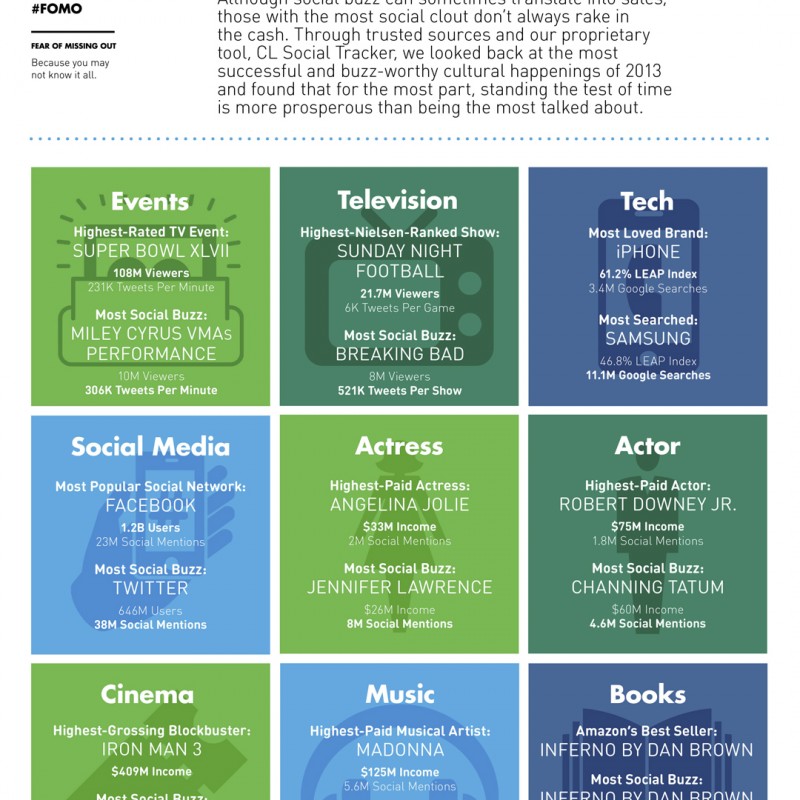 #FOMO
FEAR OF MISSING OUT
Because you may
not know it all.
Although social buzz can sometimes translate into sales,
those with the most social clout don't always rake in
the cash. Through trusted sources and our proprietary
tool, CL Social Tracker, we looked back at the most
successful and buzz-worthy cultural happenings of 2013
and found that for the most part, standing the test of time
is more prosperous than being the most talked about.
Events
Highest-Rated TV Event:
SUPER BOWL XLVII
108M Viewers
231K Tweets Per Minute
Most Social Buzz:
MILEY CYRUS VMAs
PERFORMANCE
10M Viewers
306K Tweets Per Minute
Television
Highest-Nielsen-Ranked Show:
SUNDAY NIGHT
FOOTBALL
21.7M Viewers
6K Tweets Per Game
Most Social Buzz:
BREAKING BAD
8M Viewers
521K Tweets Per Show
Tech
Most Loved Brand:
iPHONE
61.2% LEAP Index
3.4M Google Searches
Most Searched:
SAMSUNG
46.8% LEAP Index
11.1M Google Searches
Social Media
Most Popular Social Network:
FACEBOOK
1.2B Users
23M Social Mentions
Most Social Buzz:
TWITTER
646M Users
38M Social Mentions
Actress
Highest-Paid Actress:
ANGELINA JOLIE
$33M Income
2M Social Mentions
Most Social Buzz:
JENNIFER LAWRENCE
$26M Income
8M Social Mentions
Actor
Highest-Paid Actor:
ROBERT DOWNEY JR.
$75M Income
1.8M Social Mentions
Most Social Buzz:
CHANNING TATUM
$60M Income
4.6M Social Mentions
Cinema
Highest-Grossing Blockbuster:
IRON MAN 3
$409M Income
Most Social Buzz:
Music
Highest-Paid Musical Artist:
MADONNA
$125M Income
5.6M Social Mentions
Books
Amazon's Best Seller:
INFERNO BY DAN BROWN
Most Social Buzz:
INFERNO BY DAN BROWN